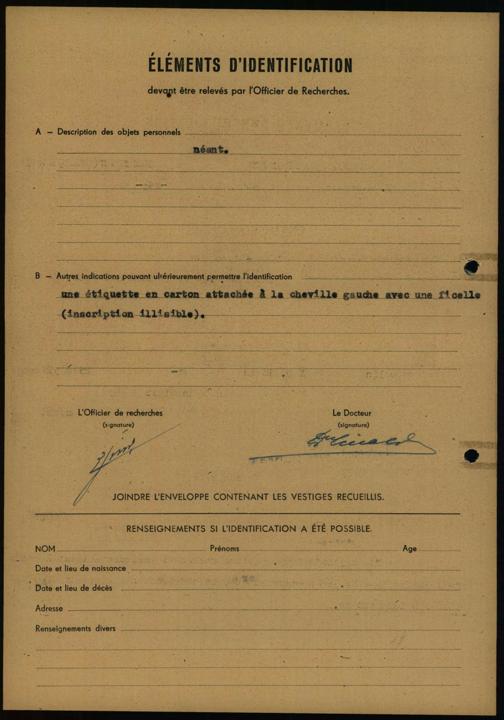 ÉLÉMENTS D'IDENTIFICATION
devant être relevés par l'Officier de Recherches.
A – Description des objets personnels
néant.
B – Autres indications pouvant ultérieurement permettre l'identification
une étiquette en carton attachée à la cheville gauche avec une ficelle
(inscription illisible).
L'Officier de recherches
(signature)
Le Docteur
(signature)
JOINDRE L'ENVELOPPE CONTENANT LES VESTIGES RECUEILLIS.
RENSEIGNEMENTS SI L'IDENTIFICATION A ÉTÉ POSSIBLE.
NOM Prénoms Age
Date et lieu de naissance
Date et lieu de décès
Adresse
Renseignements divers